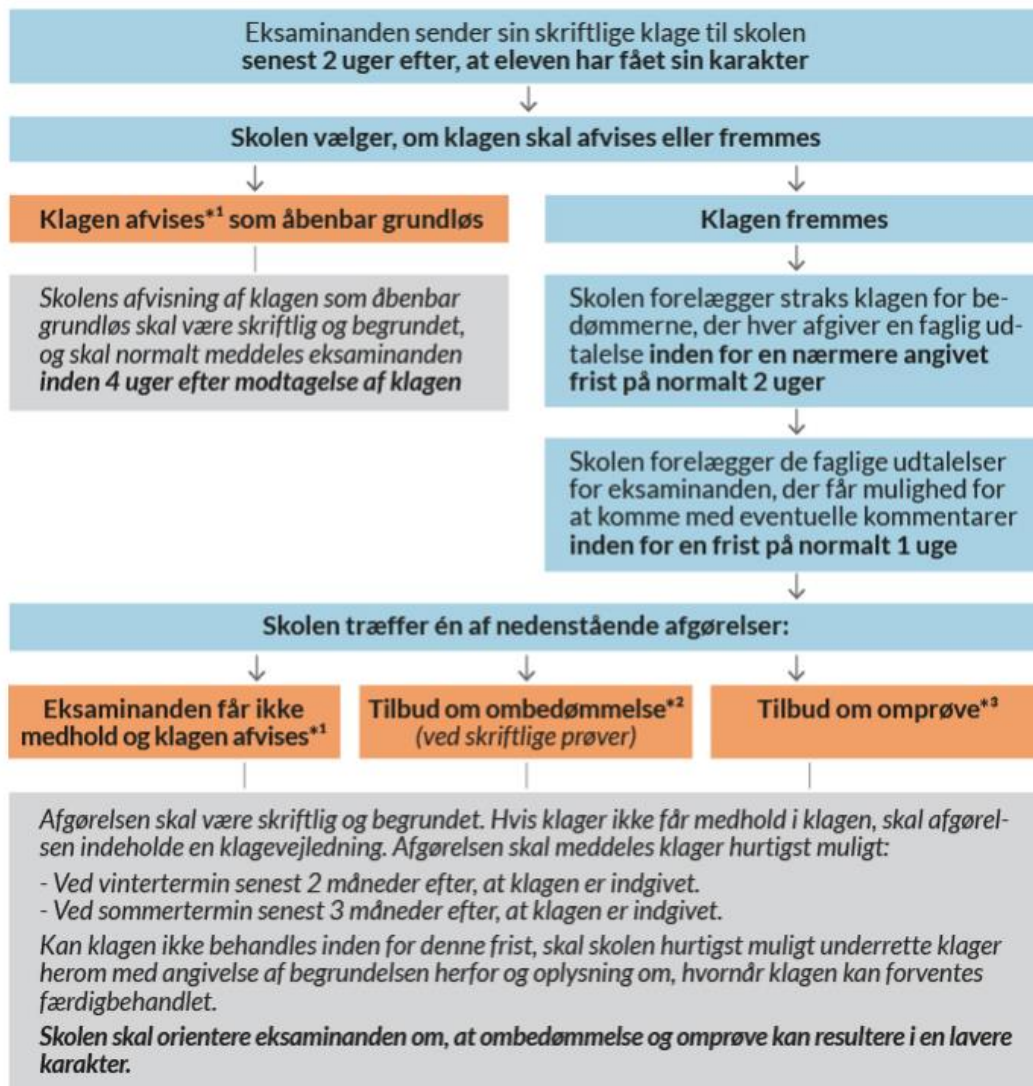 Eksaminanden sender sin skriftlige klage til skolen
senest 2 uger efter, at eleven har fået sin karakter
Skolen vælger, om klagen skal afvises eller fremmes
Klagen afvises*¹ som åbenbar grundløs
Skolens afvisning af klagen som åbenbar
grundløs skal være skriftlig og begrundet,
og skal normalt meddeles eksaminanden
inden 4 uger efter modtagelse af klagen
Klagen fremmes
Skolen forelægger straks klagen for be-
dømmerne, der hver afgiver en faglig ud-
talelse inden for en nærmere angivet
frist på normalt 2 uger
Skolen forelægger de faglige udtalelser
for eksaminanden, der får mulighed for
at komme med eventuelle kommentarer
inden for en frist på normalt 1 uge
Skolen træffer én af nedenstående afgørelser:
Eksaminanden får ikke
medhold og klagen afvises*¹
Tilbud om ombedømmelse*²
(ved skriftlige prøver)
Tilbud om omprøve*³
Afgørelsen skal være skriftlig og begrundet. Hvis klager ikke får medhold i klagen, skal afgørel-
sen indeholde en klagevejledning. Afgørelsen skal meddeles klager hurtigst muligt:
- Ved vintertermin senest 2 måneder efter, at klagen er indgivet.
- Ved sommertermin senest 3 måneder efter, at klagen er indgivet.
Kan klagen ikke behandles inden for denne frist, skal skolen hurtigst muligt underrette klager
herom med angivelse af begrundelsen herfor og oplysning om, hvornår klagen kan forventes
færdigbehandlet.
Skolen skal orientere eksaminanden om, at ombedømmelse og omprøve kan resultere i en lavere
karakter.